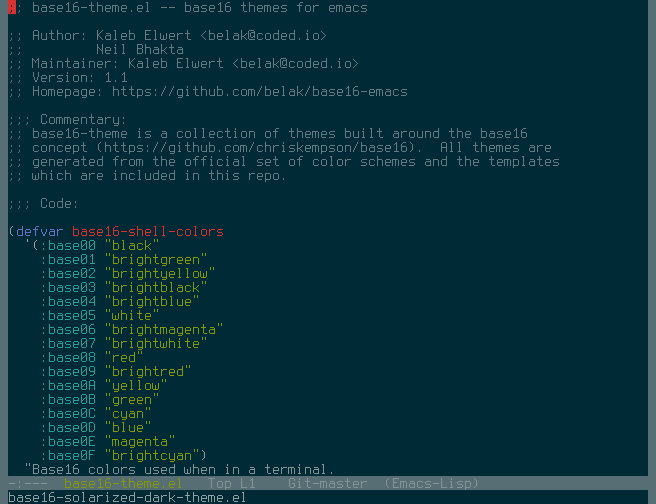 ;; base16-theme.el -- base16 themes for emacs
;; Author: Kaleb Elwert <belak@coded.io>
;;         Neil Bhakta
;; Maintainer: Kaleb Elwert <belak@coded.io>
;; Version: 1.1
;; Homepage: https://github.com/belak/base16-emacs
;;; Commentary:
;; base16-theme is a collection of themes built around the base16
;; concept (https://github.com/chriskempson/base16).  All themes are
;; generated from the official set of color schemes and the templates
;; which are included in this repo.
;;; Code:
(defvar base16-shell-colors
  '(:base00 "black"
    :base01 "brightgreen"
    :base02 "brightyellow"
    :base03 "brightblack"
    :base04 "brightblue"
    :base05 "white"
    :base06 "brightmagenta"
    :base07 "brightwhite"
    :base08 "red"
    :base09 "brightred"
    :base0A "yellow"
    :base0B "green"
    :base0C "cyan"
    :base0D "blue"
    :base0E "magenta"
    :base0F "brightcyan")
  "Base16 colors used when in a terminal.
-:---  base16-theme.el   Top L1    Git-master  (Emacs-Lisp)
base16-solarized-dark-theme.el